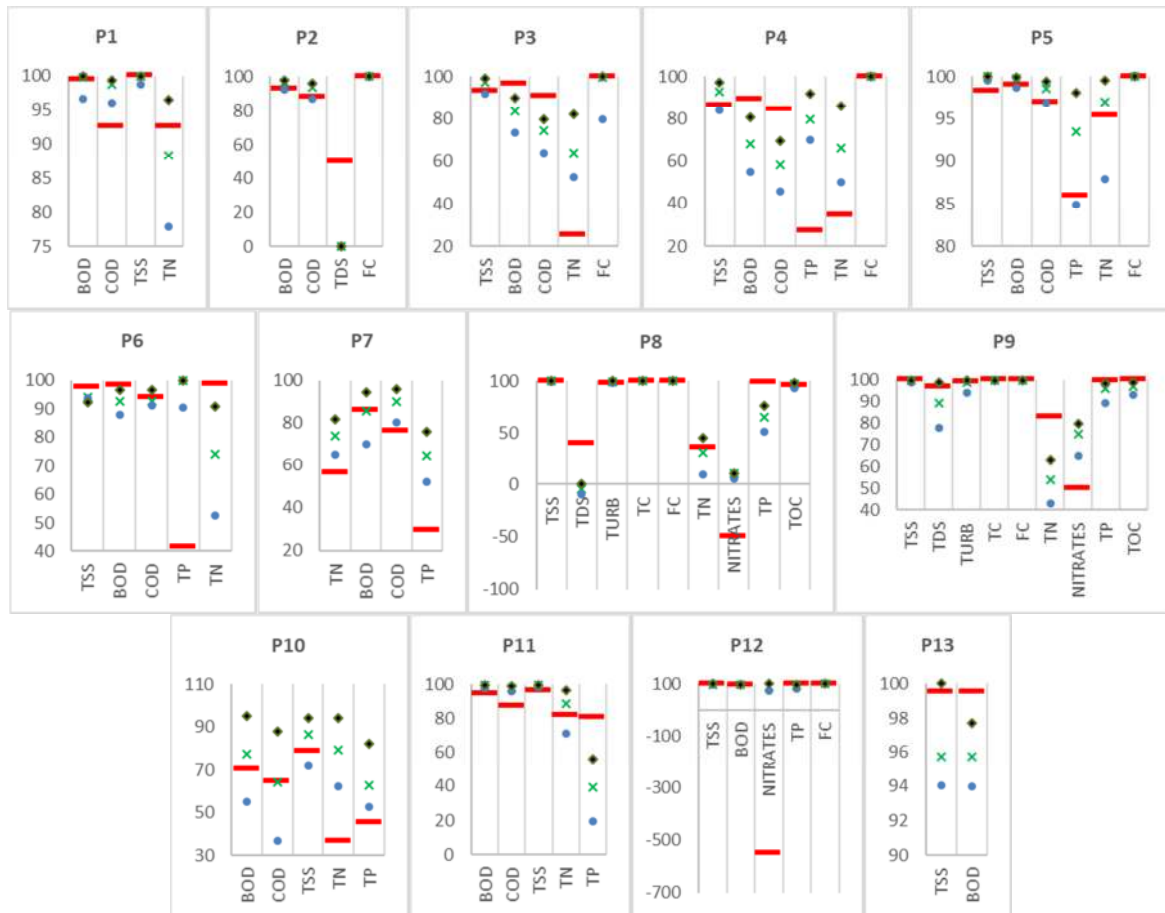 P1
100
95
90
85
80
75
BOD
COD
TSS
TN
P2
100
80
60
40
20
0
BOD
COD
TDS
FC
P3
100
80
60
40
20
TSS
BOD
COD
TN
FC
P4
100
80
60
40
20
TSS
BOD
COD
TP
TN
FC
P5
100
95
90
85
80
TSS
BOD
COD
TP
TN
FC
P6
100
90
80
70
60
50
40
TSS
BOD
COD
TP
TN
P7
100
80
60
40
20
TN
BOD
COD
TP
P8
100
50
0
-50
-100
TSS
TDS
TURB
TC
FC
TN
NITRATES
TP
TOC
P9
100
90
80
70
60
50
40
TSS
TDS
TURB
TC
FC
TN
NITRATES
TP
TOC
P10
110
90
70
50
30
BOD
COD
TSS
TN
TP
P11
100
80
60
40
20
0
BOD
COD
TSS
TN
TP
P12
100
-100
-300
-500
-700
TSS
BOD
NITRATES
TP
FC
P13
100
98
96
94
92
90
TSS
BOD